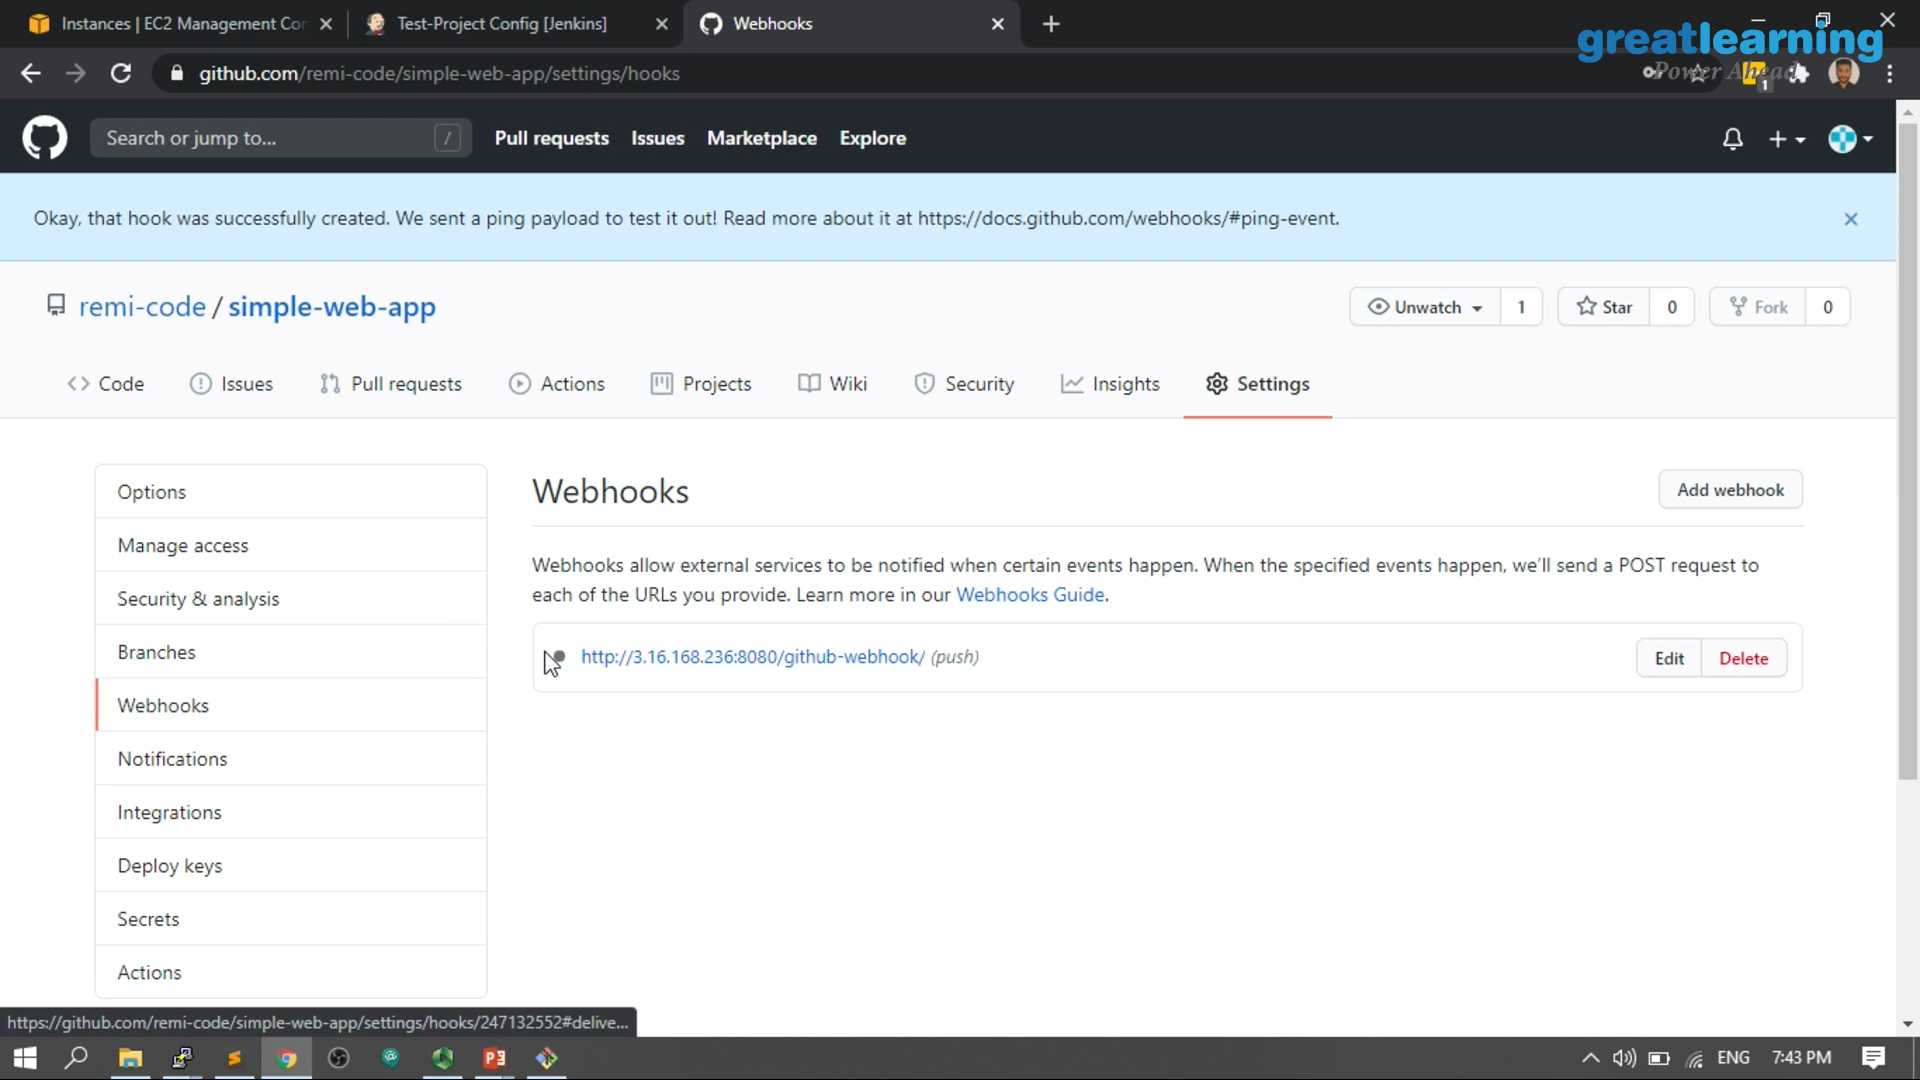 Instances | EC2 Management Cor
Test-Project Config [Jenkins]
Webhooks
greatlearning
Power Ahead
github.com/remi-code/simple-web-app/settings/hooks
1
Search or jump to...
/
Pull requests
Issues
Marketplace
Explore
Okay, that hook was successfully created. We sent a ping payload to test it out! Read more about it at https://docs.github.com/webhooks/#ping-event.
remi-code / simple-web-app
Unwatch
1
Star
0
Fork
0
Code
Issues
Pull requests
Actions
Projects
Wiki
Security
Insights
Settings
Options
Manage access
Security & analysis
Branches
Webhooks
Notifications
Integrations
Deploy keys
Secrets
Actions
Webhooks
Add webhook
Webhooks allow external services to be notified when certain events happen. When the specified events happen, we'll send a POST request to
each of the URLs you provide. Learn more in our Webhooks Guide.
http://3.16.168.236:8080/github-webhook/ (push)
Edit
Delete
https://github.com/remi-code/simple-web-app/settings/hooks/247132552#delive...
ENG
7:43 PM